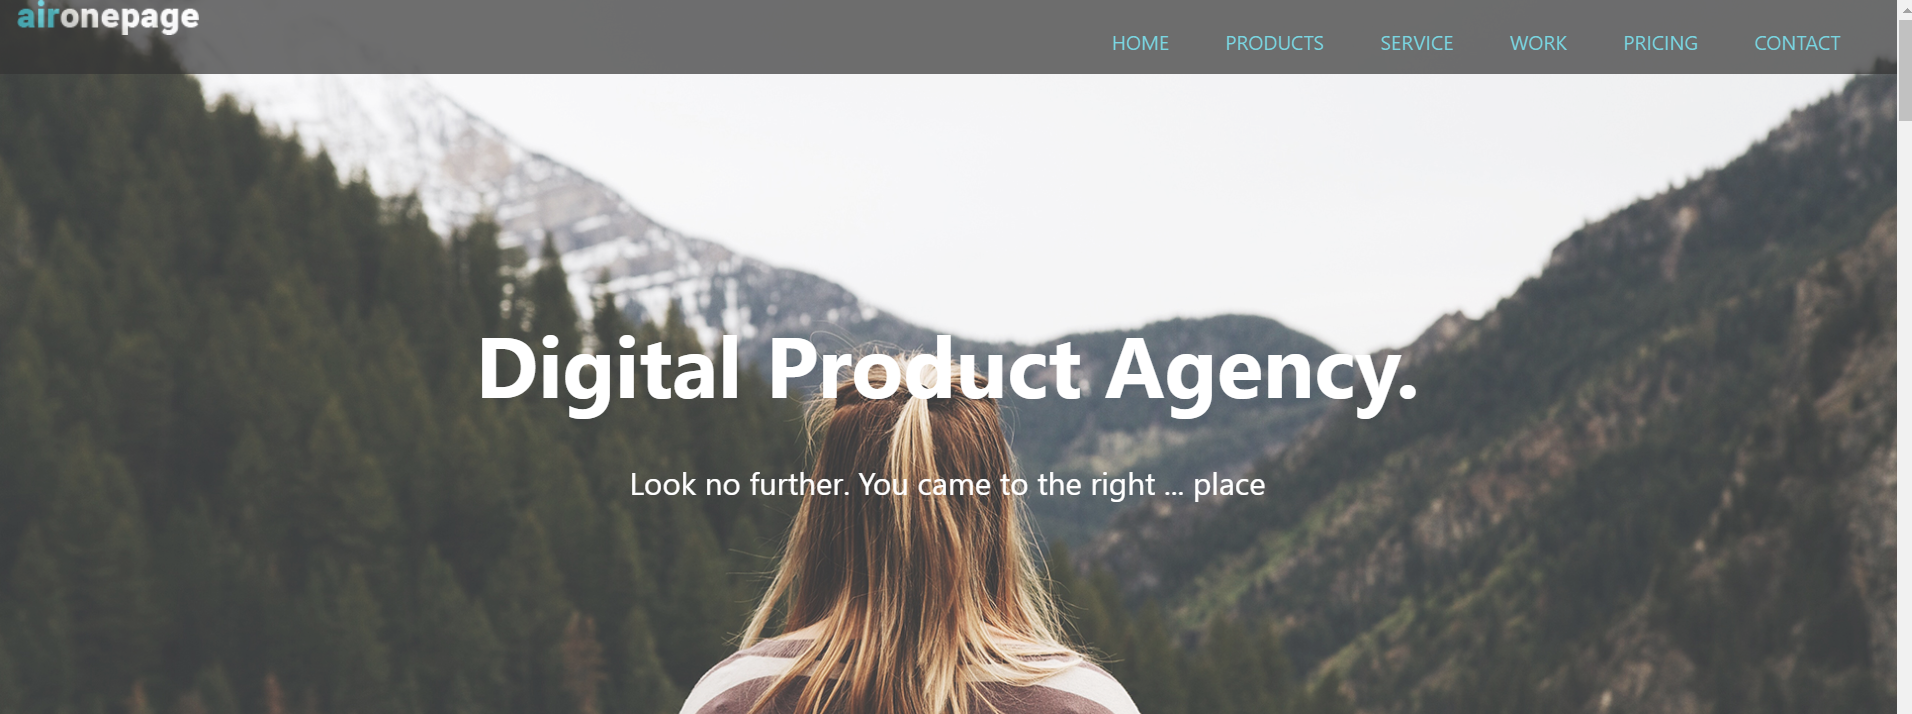 aironepage
HOME PRODUCTS SERVICE WORK PRICING CONTACT
Digital Product Agency.
Look no further. You came to the right ... place